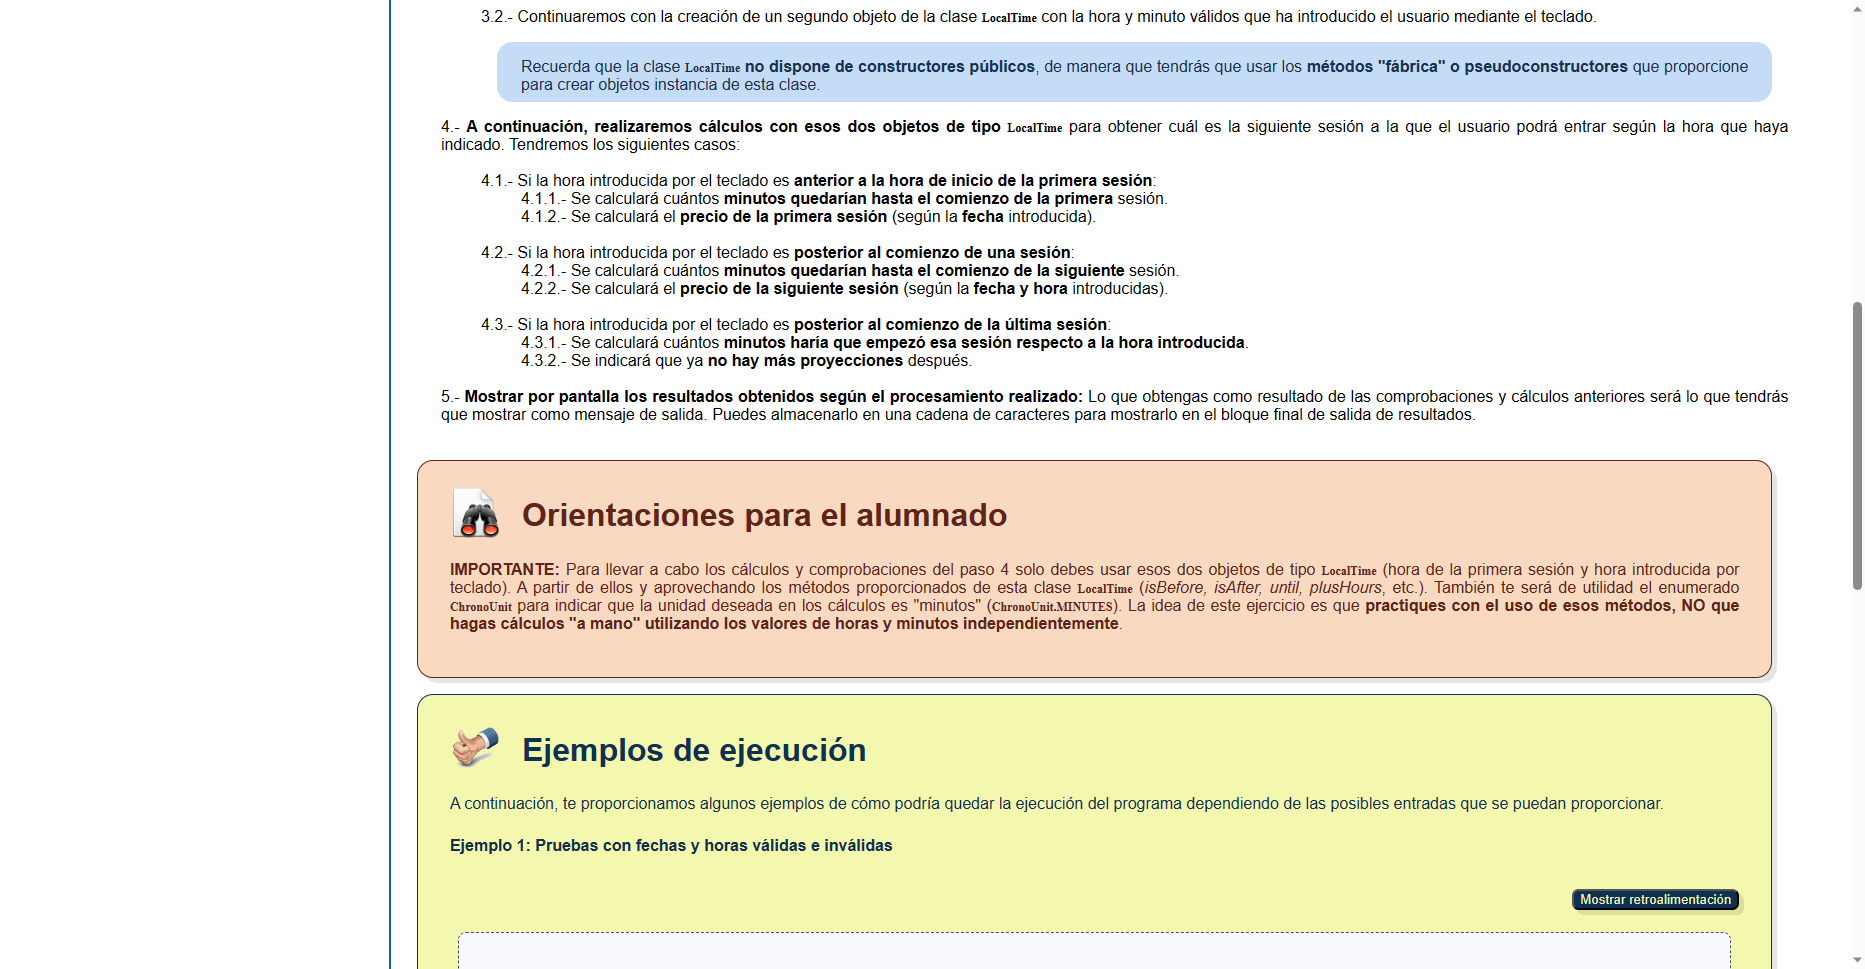 3.2.- Continuaremos con la creación de un segundo objeto de la clase LocalTime con la hora y minuto válidos que ha introducido el usuario mediante el teclado.
Recuerda que la clase LocalTime no dispone de constructores públicos, de manera que tendrás que usar los métodos "fábrica" o pseudoconstructores que proporcione
para crear objetos instancia de esta clase.
4.- A continuación, realizaremos cálculos con esos dos objetos de tipo LocalTime para obtener cuál es la siguiente sesión a la que el usuario podrá entrar según la hora que haya
indicado. Tendremos los siguientes casos:
4.1.- Si la hora introducida por el teclado es anterior a la hora de inicio de la primera sesión:
4.1.1.- Se calculará cuántos minutos quedarían hasta el comienzo de la primera sesión.
4.1.2.- Se calculará el precio de la primera sesión (según la fecha introducida).
4.2.- Si la hora introducida por el teclado es posterior al comienzo de una sesión:
4.2.1.- Se calculará cuántos minutos quedarían hasta el comienzo de la siguiente sesión.
4.2.2.- Se calculará el precio de la siguiente sesión (según la fecha y hora introducidas).
4.3.- Si la hora introducida por el teclado es posterior al comienzo de la última sesión:
4.3.1.- Se calculará cuántos minutos haría que empezó esa sesión respecto a la hora introducida.
4.3.2.- Se indicará que ya no hay más proyecciones después.
5.- Mostrar por pantalla los resultados obtenidos según el procesamiento realizado: Lo que obtengas como resultado de las comprobaciones y cálculos anteriores será lo que tendrás
que mostrar como mensaje de salida. Puedes almacenarlo en una cadena de caracteres para mostrarlo en el bloque final de salida de resultados.
Orientaciones para el alumnado
IMPORTANTE: Para llevar a cabo los cálculos y comprobaciones del paso 4 solo debes usar esos dos objetos de tipo LocalTime (hora de la primera sesión y hora introducida por
teclado). A partir de ellos y aprovechando los métodos proporcionados de esta clase LocalTime (isBefore, isAfter, until, plusHours, etc.). También te será de utilidad el enumerado
ChronoUnit para indicar que la unidad deseada en los cálculos es "minutos" (ChronoUnit.MINUTES). La idea de este ejercicio es que practiques con el uso de esos métodos, NO que
hagas cálculos "a mano" utilizando los valores de horas y minutos independientemente.
Ejemplos de ejecución
A continuación, te proporcionamos algunos ejemplos de cómo podría quedar la ejecución del programa dependiendo de las posibles entradas que se puedan proporcionar.
Ejemplo 1: Pruebas con fechas y horas válidas e inválidas
Mostrar retroalimentación